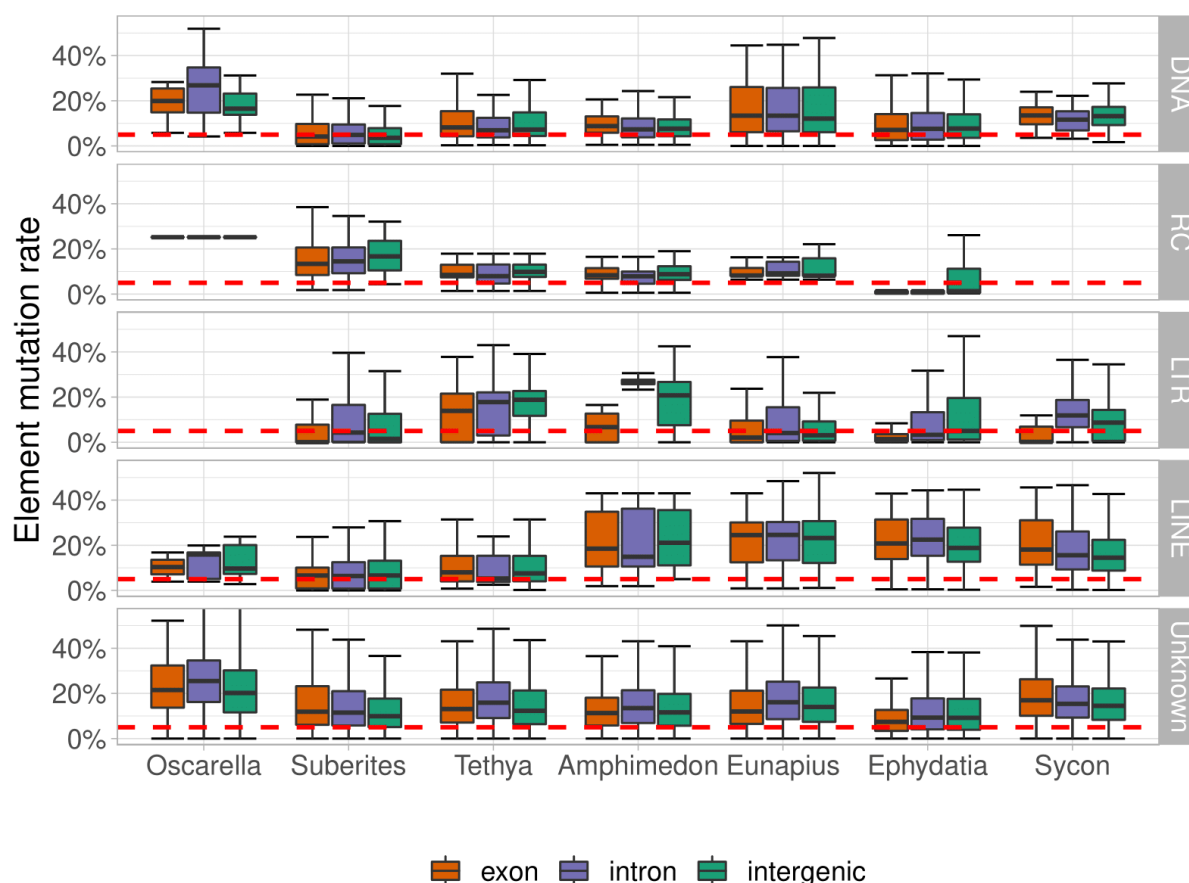 Element mutation rate
40%
20%
0%
DNA
40%
20%
0%
RC
40%
20%
0%
LTR
40%
20%
0%
LINE
40%
20%
0%
Unknown
Oscarella Suberites Tethya Amphimedon Eunapius Ephydatia Sycon
exon intron intergenic